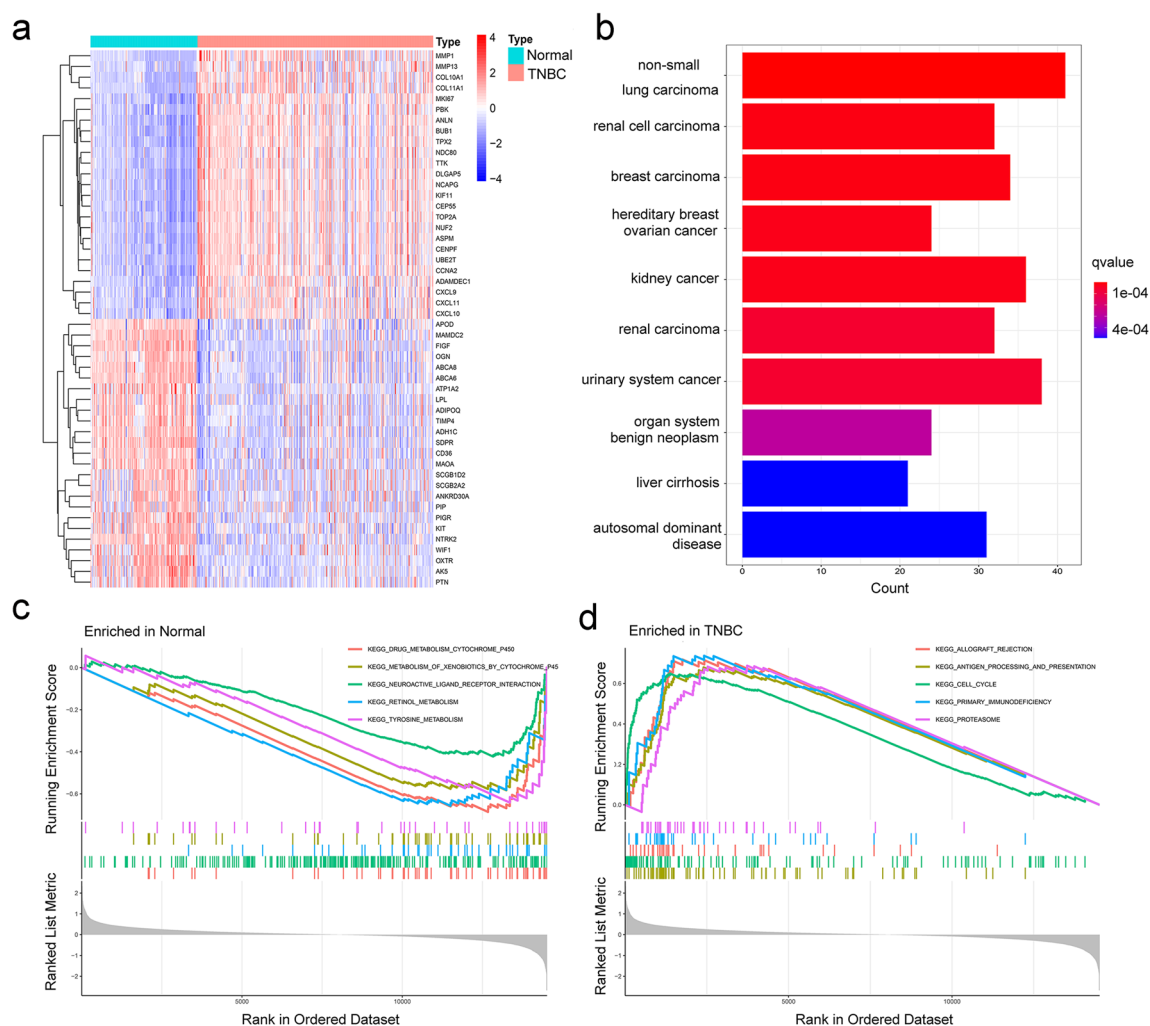 a
Type
MMP1
MMP13
COL10A1
COL11A1
MKI67
PBK
ANLN
BUB1
TPX2
NDC80
TTK
DLGAP5
NCAPG
KIF11
CEP55
TOP2A
NUF2
ASPM
CENPF
UBE2T
CCNA2
ADAMDEC1
CXCL9
CXCL11
CXCL10
APOD
MAMDC2
FIGF
OGN
ABCA8
ABCA6
ATP1A2
LPL
ADIPOQ
TIMP4
ADH1C
SDPR
CD36
MAOA
SCGB1D2
SCGB2A2
ANKRD30A
PIP
PIGR
KIT
NTRK2
WIF1
OXTR
AK5
PTN
4
2
0
−2
−4
Type
Normal
TNBC
b
non-small
lung carcinoma
renal cell carcinoma
breast carcinoma
hereditary breast
ovarian cancer
kidney cancer
renal carcinoma
urinary system cancer
organ system
benign neoplasm
liver cirrhosis
autosomal dominant
disease
0 10 20 30 40
Count
qvalue
1e-04
4e-04
c
Enriched in Normal
Running Enrichment Score
0.0
−0.2
−0.4
−0.6
KEGG_DRUG_METABOLISM_CYTOCHROME_P450
KEGG_METABOLISM_OF_XENOBIOTICS_BY_CYTOCHROME_P45
KEGG_NEUROACTIVE_LIGAND_RECEPTOR_INTERACTION
KEGG_RETINOL_METABOLISM
KEGG_TYROSINE_METABOLISM
Ranked List Metric
2
1
0
−1
−2
5000 10000
Rank in Ordered Dataset
d
Enriched in TNBC
Running Enrichment Score
0.6
0.4
0.0
KEGG_ALLOGRAFT_REJECTION
KEGG_ANTIGEN_PROCESSING_AND_PRESENTATION
KEGG_CELL_CYCLE
KEGG_PRIMARY_IMMUNODEFICIENCY
KEGG_PROTEASOME
Ranked List Metric
2
1
0
−1
−2
5000 10000
Rank in Ordered Dataset